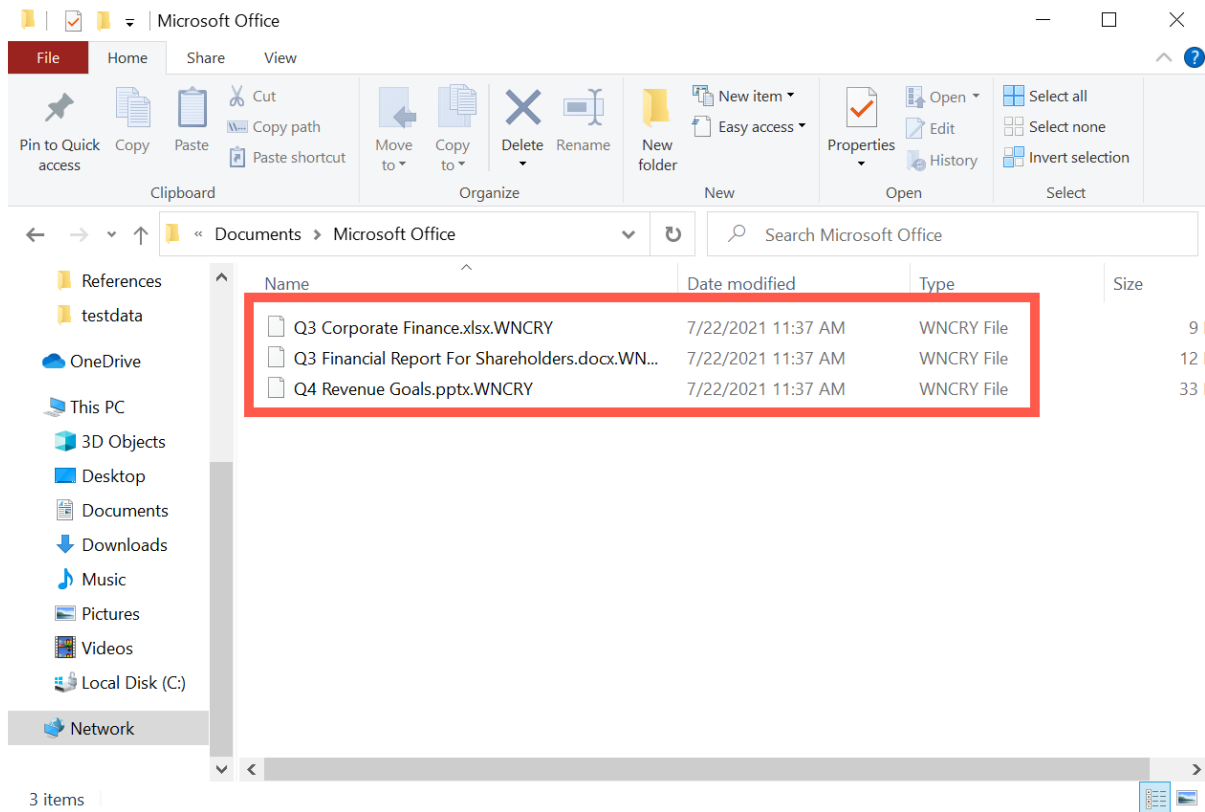 Microsoft Office
File Home Share View
Pin to Quick access
Copy
Paste
Cut
Copy path
Paste shortcut
Clipboard
Move to
Copy to
Delete
Rename
Organize
New folder
New item
Easy access
New
Properties
Open
Edit
History
Open
Select all
Select none
Invert selection
Select
« Documents > Microsoft Office
Search Microsoft Office
References
testdata
OneDrive
This PC
3D Objects
Desktop
Documents
Downloads
Music
Pictures
Videos
Local Disk (C:)
Network
Name Date modified Type Size
Q3 Corporate Finance.xlsx.WNCRY 7/22/2021 11:37 AM WNCRY File 9
Q3 Financial Report For Shareholders.docx.WN... 7/22/2021 11:37 AM WNCRY File 12
Q4 Revenue Goals.pptx.WNCRY 7/22/2021 11:37 AM WNCRY File 33
3 items